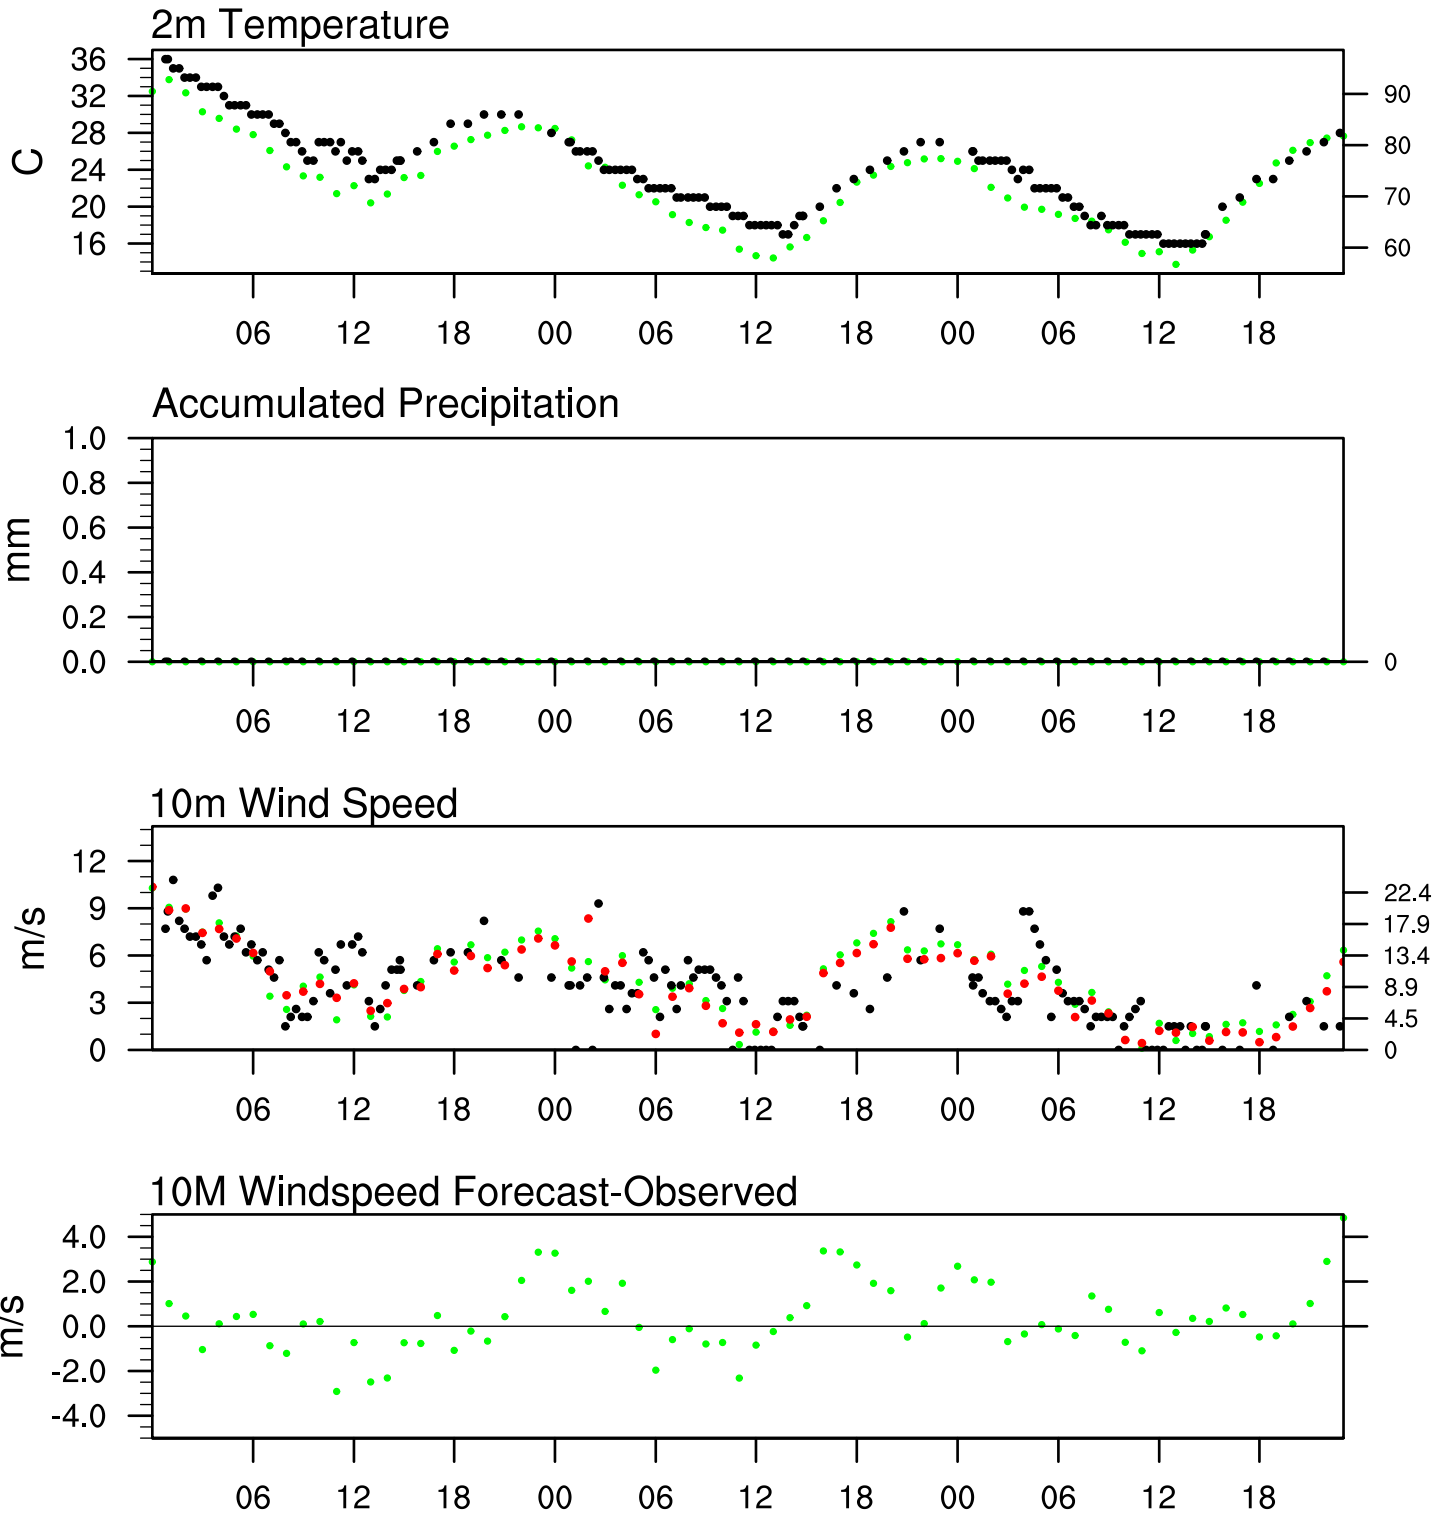 2m Temperature
36
32
28
24
20
16
C
90
80
70
60
06 12 18 00 06 12 18 00 06 12 18
Accumulated Precipitation
1.0
0.8
0.6
0.4
0.2
0.0
mm
0
06 12 18 00 06 12 18 00 06 12 18
10m Wind Speed
12
9
6
3
0
m/s
22.4
17.9
13.4
8.9
4.5
0
06 12 18 00 06 12 18 00 06 12 18
10M Windspeed Forecast-Observed
4.0
2.0
0.0
-2.0
-4.0
m/s
06 12 18 00 06 12 18 00 06 12 18